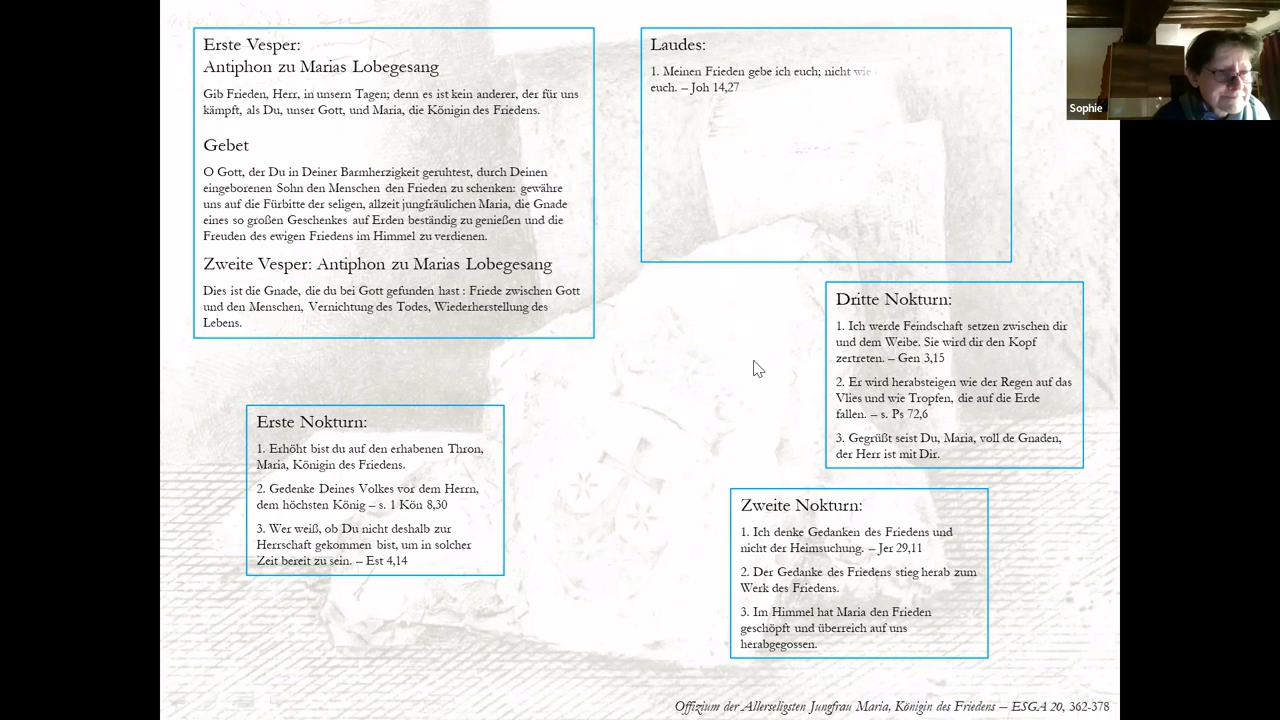 Erste Vesper:
Antiphon zu Marias Lobegesang
Gib Frieden, Herr, in unsern Tagen; denn es ist kein anderer, der für uns
kämpft, als Du, unser Gott, und Maria, die Königin des Friedens.
Gebet
O Gott, der Du in Deiner Barmherzigkeit geruhtest, durch Deinen
eingeborenen Sohn den Menschen den Frieden zu schenken: gewähre
uns auf die Fürbitte der seligen, allzeit jungfräulichen Maria, die Gnade
eines so großen Geschenkes auf Erden beständig zu genießen und die
Freuden des ewigen Friedens im Himmel zu verdienen.
Zweite Vesper: Antiphon zu Marias Lobegesang
Dies ist die Gnade, die du bei Gott gefunden hast : Friede zwischen Gott
und den Menschen, Vernichtung des Todes, Wiederherstellung des
Lebens.
Laudes:
1. Meinen Frieden gebe ich euch; nicht wie
euch. – Joh 14,27
Dritte Nokturn:
1. Ich werde Feindschaft setzen zwischen dir
und dem Weibe. Sie wird dir den Kopf
zertreten. – Gen 3,15
2. Er wird herabsteigen wie der Regen auf das
Vlies und wie Tropfen, die auf die Erde
fallen. – s. Ps 72,6
3. Gegrüßt seist Du, Maria, voll de Gnaden,
der Herr ist mit Dir.
Erste Nokturn:
1. Erhöht bist du auf den erhabenen Thron,
Maria, Königin des Friedens.
2. Gedenke Deines Volkes vor dem Herrn,
dem höchsten König – s. 1 Kön 8,30
3. Wer weiß, ob Du nicht deshalb zur
Herrschaft gekommen bist, um in solcher
Zeit bereit zu sein. – Est 4,14
Zweite Nokturn:
1. Ich denke Gedanken des Friedens und
nicht der Heimsuchung. – Jer 29,11
2. Der Gedanke des Friedens stieg herab zum
Werk des Friedens.
3. Im Himmel hat Maria den Frieden
geschöpft und überreich auf uns
herabgegossen.
Offizium der Allerseligsten Jungfrau Maria, Königin des Friedens – ESGA 20, 362-378
Sophie